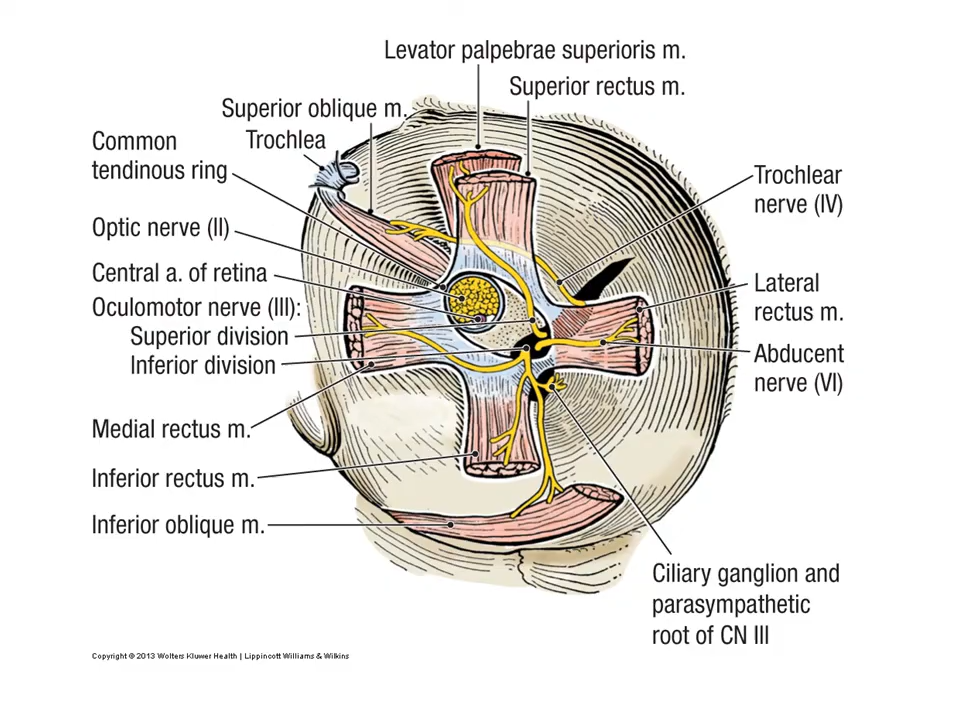 Levator palpebrae superioris m.
Superior rectus m.
Superior oblique m.
Trochlea
Common
tendinous ring
Trochlear
nerve (IV)
Optic nerve (II)
Central a. of retina
Oculomotor nerve (III):
Superior division
Inferior division
Lateral
rectus m.
Abducent
nerve (VI)
Medial rectus m.
Inferior rectus m.
Inferior oblique m.
Ciliary ganglion and
parasympathetic
root of CN III
Copyright © 2013 Wolters Kluwer Health | Lippincott Williams & Wilkins